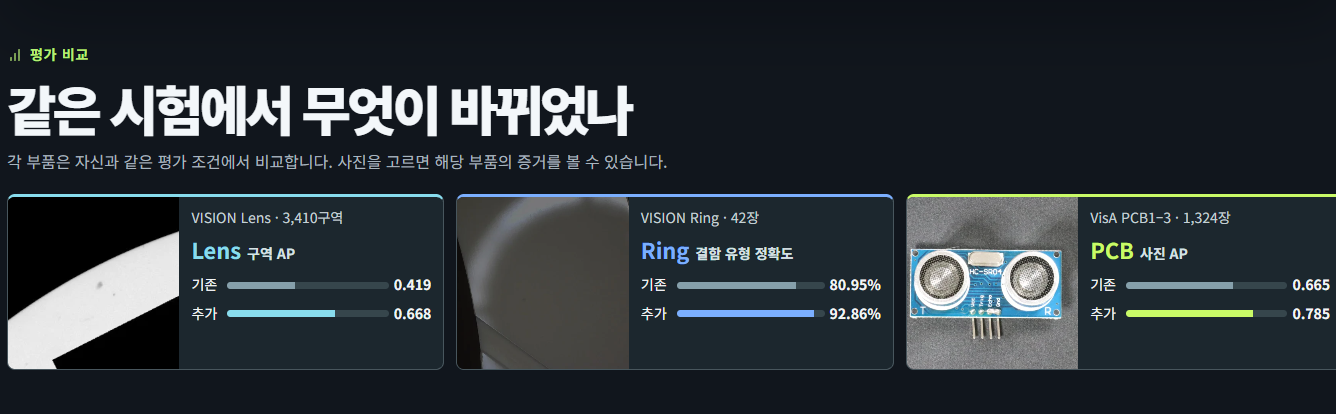 평가 비교
같은 시험에서 무엇이 바뀌었나
각 부품은 자신과 같은 평가 조건에서 비교합니다. 사진을 고르면 해당 부품의 증거를 볼 수 있습니다.
VISION Lens · 3,410구역
Lens 구역 AP
기존 0.419
추가 0.668
VISION Ring · 42장
Ring 결함 유형 정확도
기존 80.95%
추가 92.86%
HC-SR04
T
R
VisA PCB1-3 · 1,324장
PCB 사진 AP
기존 0.665
추가 0.785